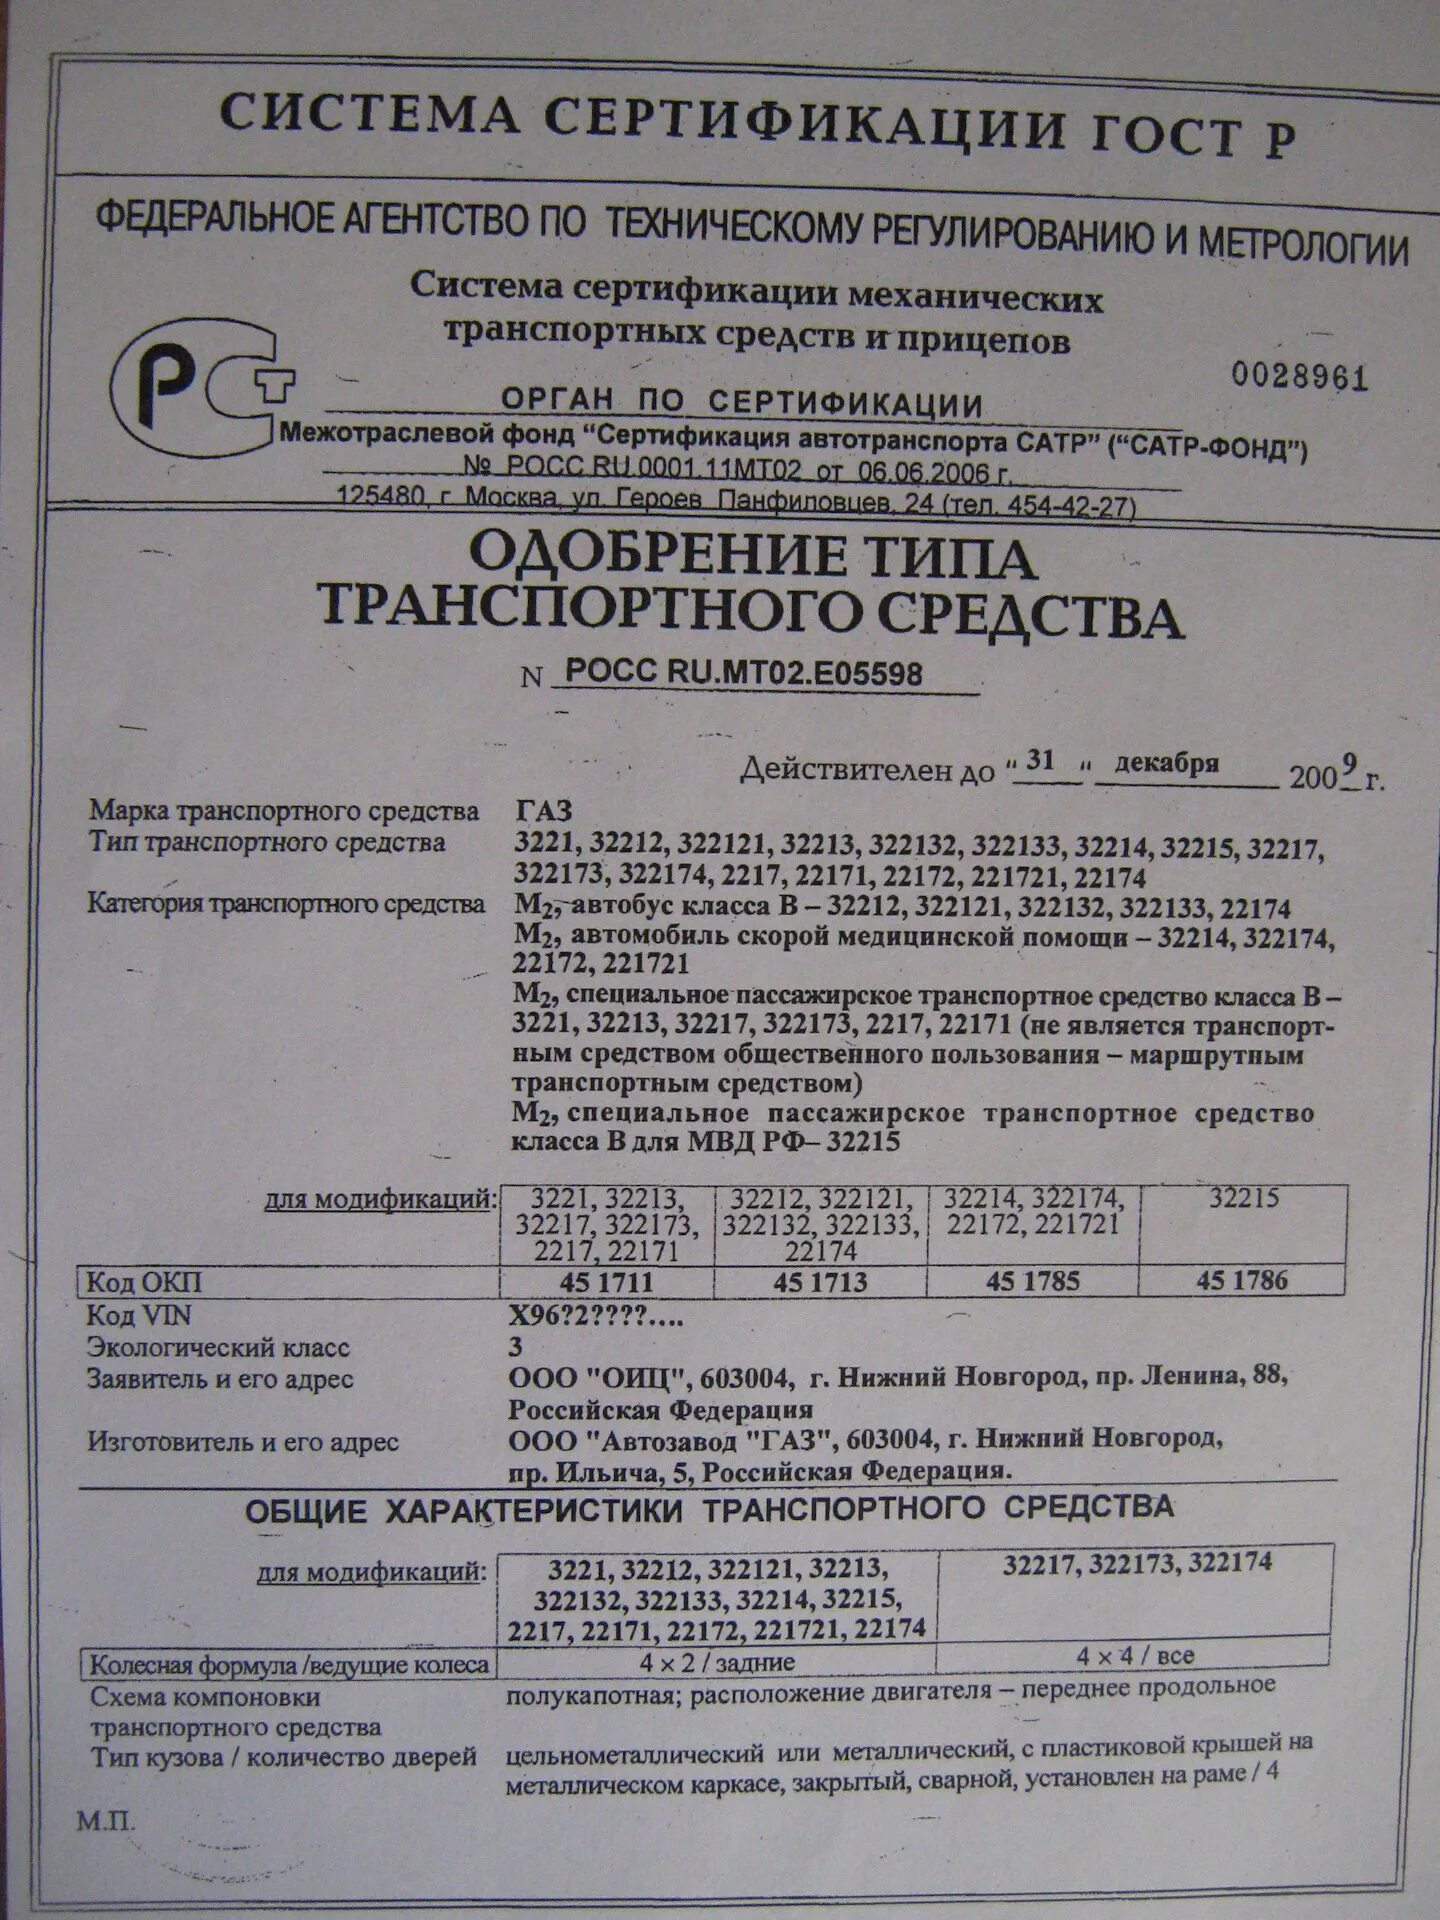 СИСТЕМА СЕРТИФИКАЦИИ ГОСТ Р
ФЕДЕРАЛЬНОЕ АГЕНТСТВО ПО ТЕХНИЧЕСКОМУ РЕГУЛИРОВАНИЮ И МЕТРОЛОГИИ
Система сертификации механических
транспортных средств и прицепов
0028961
РСТ
ОРГАН ПО СЕРТИФИКАЦИИ
Межотраслевой фонд "Сертификация автотранспорта САТР" ("САТР-ФОНД")
№ РОСС RU.0001.11МТ02 от 06.06.2006 г.
125480, г. Москва, ул. Героев Панфиловцев, 24 (тел. 454-42-27)
ОДОБРЕНИЕ ТИПА
ТРАНСПОРТНОГО СРЕДСТВА
N РОСС RU.МТ02.Е05598
Действителен до "31" декабря 2009 г.
Марка транспортного средства ГАЗ
Тип транспортного средства 3221, 32212, 322121, 32213, 322132, 322133, 32214, 32215, 32217,
322173, 322174, 2217, 22171, 22172, 221721, 22174
Категория транспортного средства М2, автобус класса В – 32212, 322121, 322132, 322133, 22174
М2, автомобиль скорой медицинской помощи – 32214, 322174,
22172, 221721
М2, специальное пассажирское транспортное средство класса В –
3221, 32213, 32217, 322173, 2217, 22171 (не является транспорт-
ным средством общественного пользования – маршрутным
транспортным средством)
М2, специальное пассажирское транспортное средство
класса В для МВД РФ– 32215
для модификаций: 3221, 32213, 32212, 322121, 32214, 322174, 32215
32217, 322173, 322132, 322133, 22172, 221721
2217, 22171 22174
Код ОКП 45 1711 45 1713 45 1785 45 1786
Код VIN X96?2????....
Экологический класс 3
Заявитель и его адрес ООО "ОИЦ", 603004, г. Нижний Новгород, пр. Ленина, 88,
Российская Федерация
Изготовитель и его адрес ООО "Автозавод "ГАЗ", 603004, г. Нижний Новгород,
пр. Ильича, 5, Российская Федерация.
ОБЩИЕ ХАРАКТЕРИСТИКИ ТРАНСПОРТНОГО СРЕДСТВА
для модификаций: 3221, 32212, 322121, 32213, 32217, 322173, 322174
322132, 322133, 32214, 32215,
2217, 22171, 22172, 221721, 22174
Колесная формула /ведущие колеса 4 × 2 / задние 4 × 4 / все
Схема компоновки полукапотная; расположение двигателя – переднее продольное
транспортного средства
Тип кузова / количество дверей цельнометаллический или металлический, с пластиковой крышей на
металлическом каркасе, закрытый, сварной, установлен на раме / 4
М.П.